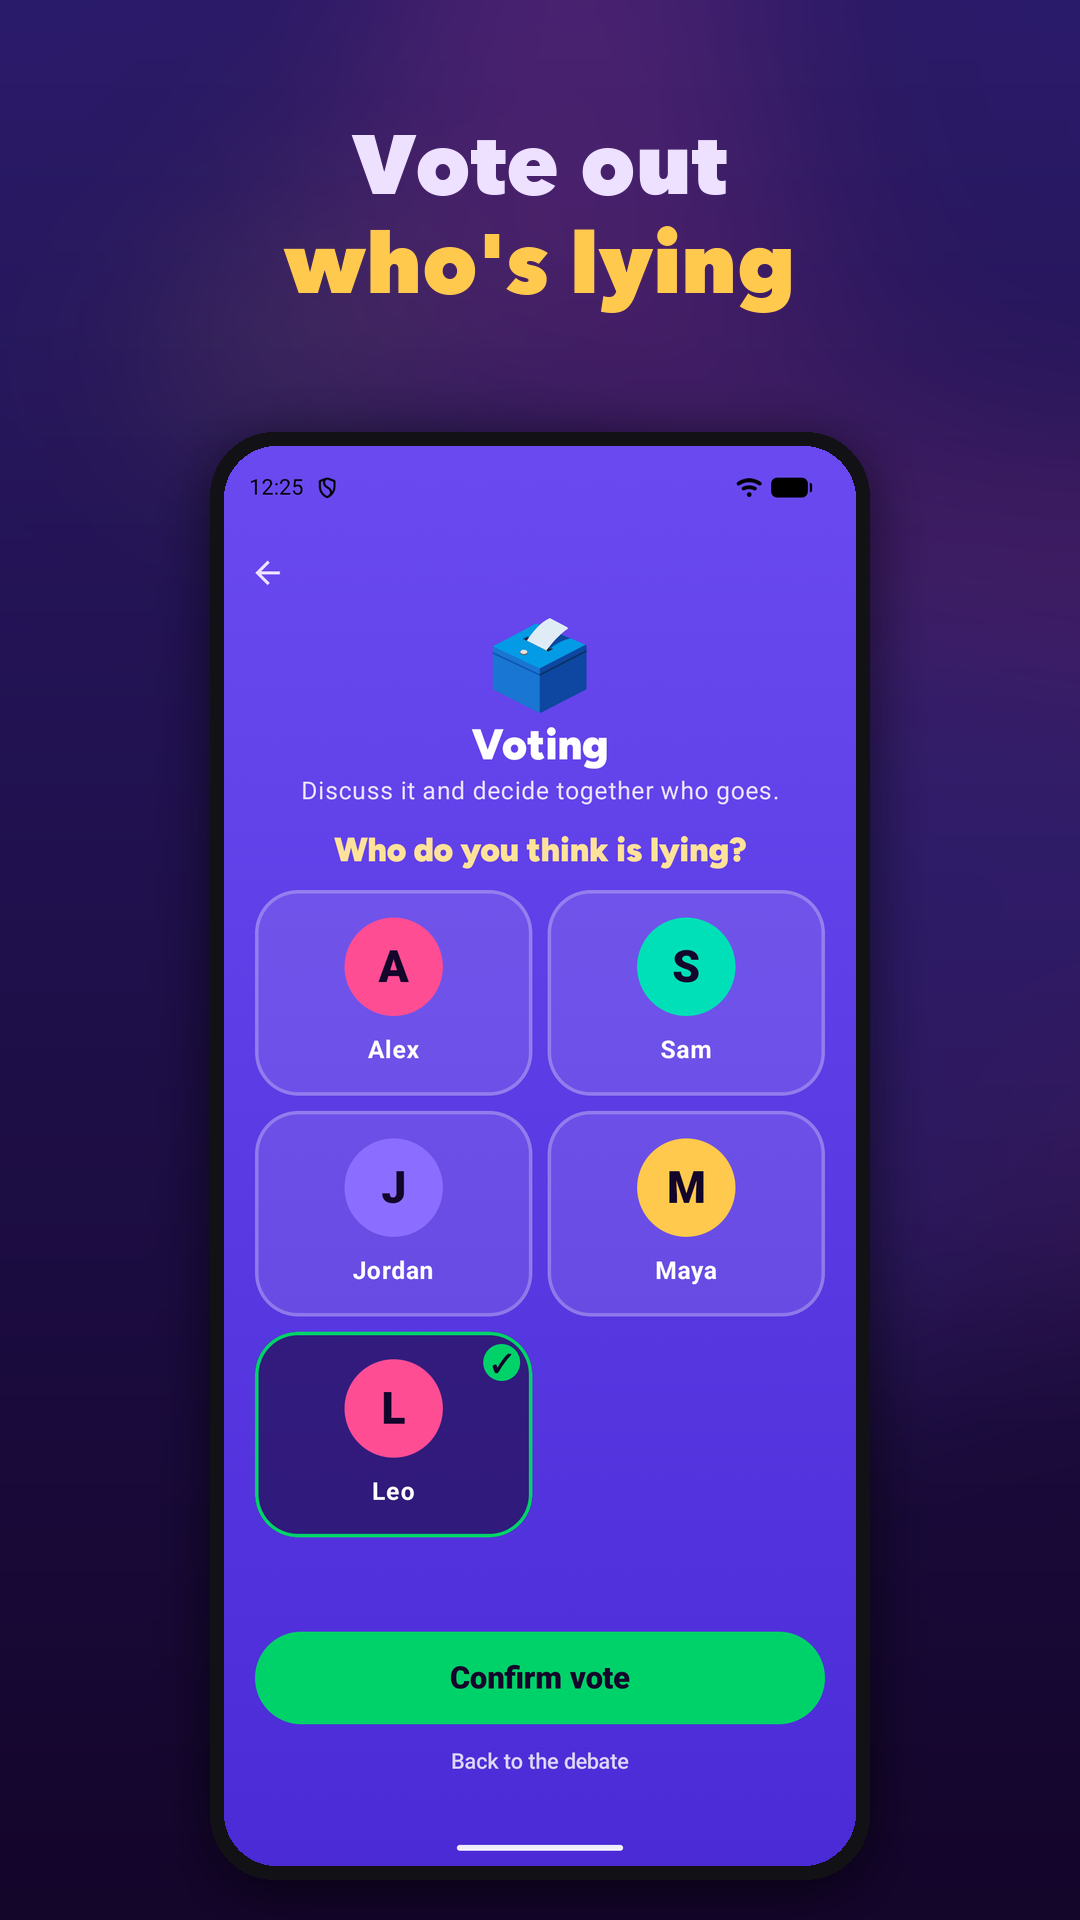 Vote out
who's lying
12:25
Voting
Discuss it and decide together who goes.
Who do you think is lying?
A
Alex
S
Sam
J
Jordan
M
Maya
L
Leo
Confirm vote
Back to the debate